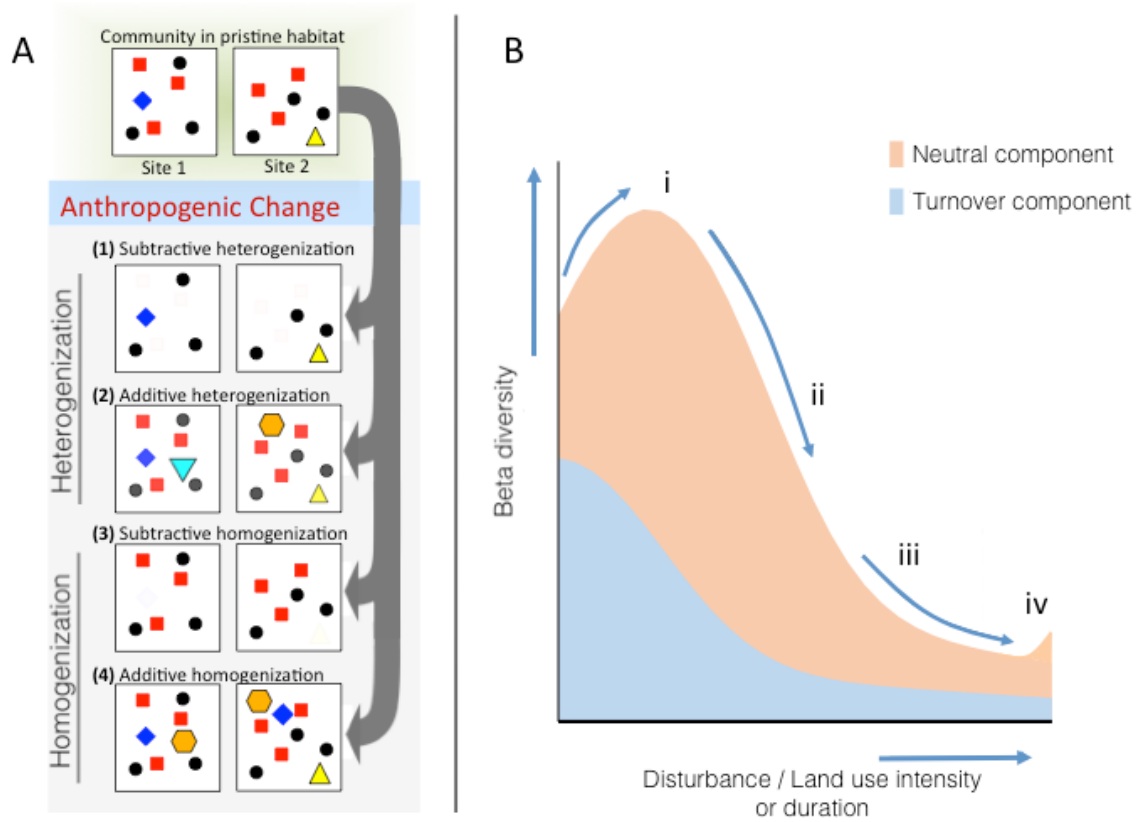 A
Community in pristine habitat
Site 1
Site 2
Anthropogenic Change
Heterogenization
(1) Subtractive heterogenization
(2) Additive heterogenization
Homogenization
(3) Subtractive homogenization
(4) Additive homogenization
B
Neutral component
Turnover component
Beta diversity
i
ii
iii
iv
Disturbance / Land use intensity
or duration